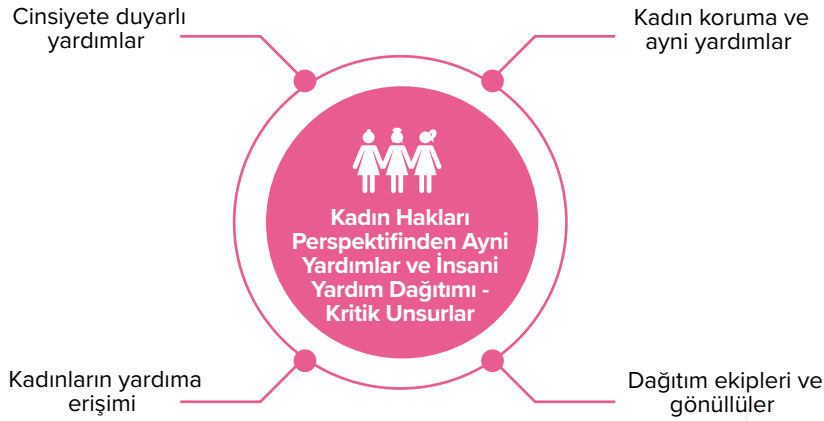 Cinsiyete duyarlı
yardımlar
Kadın koruma ve
ayni yardımlar
Kadın Hakları
Perspektifinden Ayni
Yardımlar ve İnsani
Yardım Dağıtımı -
Kritik Unsurlar
Kadınların yardıma
erişimi
Dağıtım ekipleri ve
gönüllüler